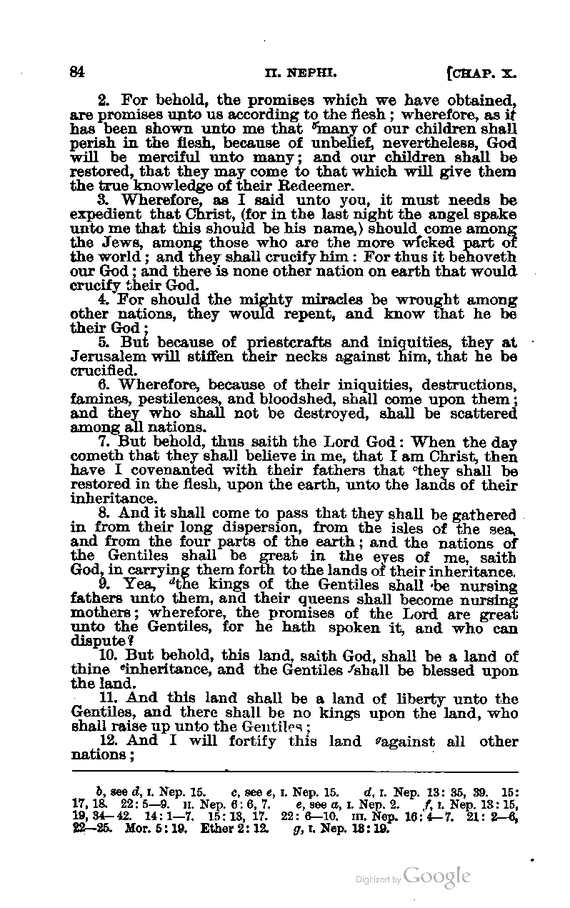 84 II. NEPHI. [CHAP. X.
2. For behold, the promises which we have obtained,
are promises unto us according to the flesh; wherefore, as it
has been shown unto me that ᵇmany of our children shall
perish in the flesh, because of unbelief, nevertheless, God
will be merciful unto many; and our children shall be
restored, that they may come to that which will give them
the true knowledge of their Redeemer.
3. Wherefore, as I said unto you, it must needs be
expedient that Christ, (for in the last night the angel spake
unto me that this should be his name,) should come among
the Jews, among those who are the more wicked part of
the world; and they shall crucify him: For thus it behoveth
our God; and there is none other nation on earth that would
crucify their God.
4. For should the mighty miracles be wrought among
other nations, they would repent, and know that he be
their God;
5. But because of priestcrafts and iniquities, they at
Jerusalem will stiffen their necks against him, that he be
crucified.
6. Wherefore, because of their iniquities, destructions,
famines, pestilences, and bloodshed, shall come upon them;
and they who shall not be destroyed, shall be scattered
among all nations.
7. But behold, thus saith the Lord God: When the day
cometh that they shall believe in me, that I am Christ, then
have I covenanted with their fathers that ᶜthey shall be
restored in the flesh, upon the earth, unto the lands of their
inheritance.
8. And it shall come to pass that they shall be gathered
in from their long dispersion, from the isles of the sea,
and from the four parts of the earth; and the nations of
the Gentiles shall be great in the eyes of me, saith
God, in carrying them forth to the lands of their inheritance.
9. Yea, ᵈthe kings of the Gentiles shall be nursing
fathers unto them, and their queens shall become nursing
mothers; wherefore, the promises of the Lord are great
unto the Gentiles, for he hath spoken it, and who can
dispute?
10. But behold, this land, saith God, shall be a land of
thine ᵉinheritance, and the Gentiles ᶠshall be blessed upon
the land.
11. And this land shall be a land of liberty unto the
Gentiles, and there shall be no kings upon the land, who
shall raise up unto the Gentiles;
12. And I will fortify this land ᵍagainst all other
nations;
b, see d, I. Nep. 15. c, see e, I. Nep. 15. d, I. Nep. 13: 35, 39. 15:
17, 18. 22: 5—9. II. Nep. 6: 6, 7. e, see a, I. Nep. 2. f, I. Nep. 13: 15,
19, 34—42. 14: 1—7. 15: 13, 17. 22: 6—10. III. Nep. 16: 4—7. 21: 2—6,
22—25. Mor. 5: 19. Ether 2: 12. g, I. Nep. 13: 19.
Digitized by Google